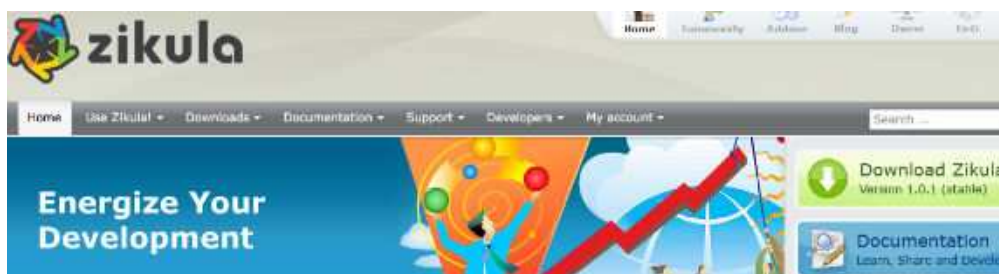 zikula
Home Community Addons Blog Demo
Home Use Zikula! Downloads Documentation Support Developers My account
Search ...
Energize Your
Development
Download Zikula
Version 1.0.1 (stable)
Documentation
Learn, Share and Develo